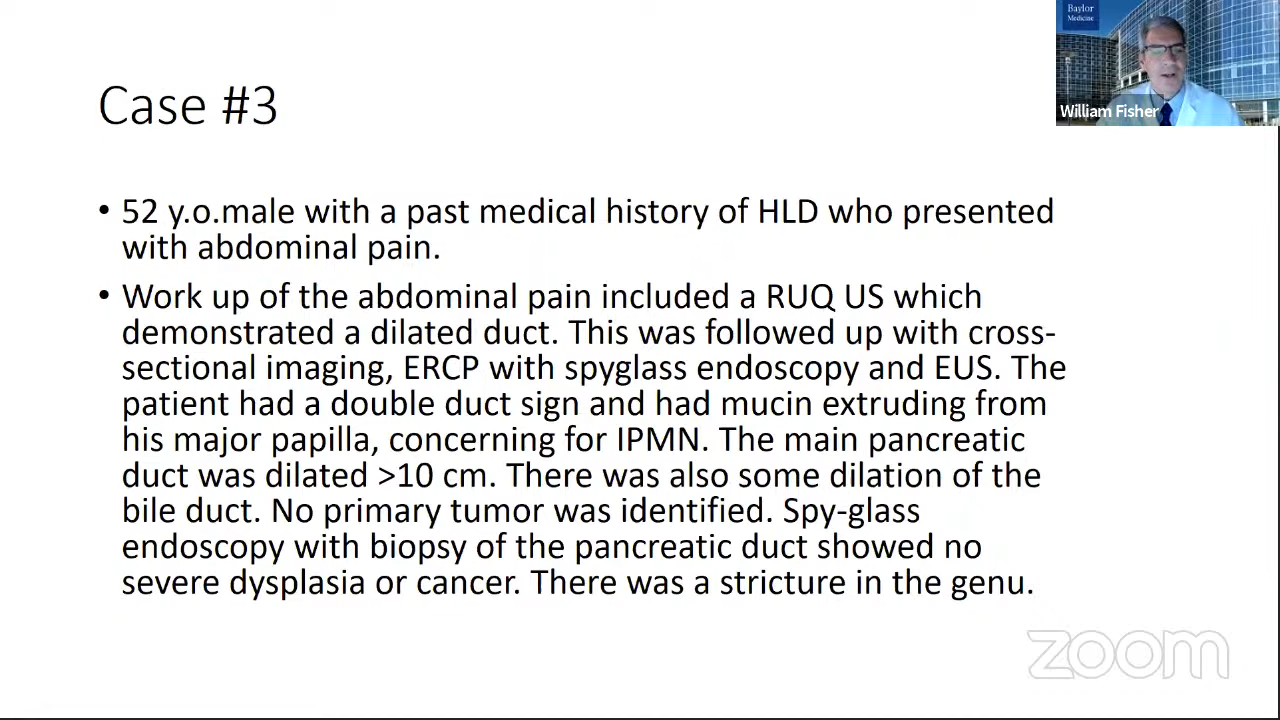 Baylor
Medicine
William Fisher
Case #3
• 52 y.o.male with a past medical history of HLD who presented
with abdominal pain.
• Work up of the abdominal pain included a RUQ US which
demonstrated a dilated duct. This was followed up with cross-
sectional imaging, ERCP with spyglass endoscopy and EUS. The
patient had a double duct sign and had mucin extruding from
his major papilla, concerning for IPMN. The main pancreatic
duct was dilated >10 cm. There was also some dilation of the
bile duct. No primary tumor was identified. Spy-glass
endoscopy with biopsy of the pancreatic duct showed no
severe dysplasia or cancer. There was a stricture in the genu.
zoom